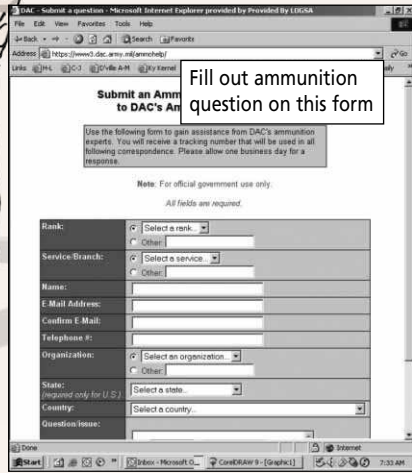 DAC - Submit a question - Microsoft Internet Explorer provided by Provided By LOGSA
File Edit View Favorites Tools Help
Back Search Favorites
Address https://www3.dac.army.mil/ammohelp/ Go
Links H-L C-J D'ville A-M Ky Kernel
Fill out ammunition
question on this form
Submit an Amm
to DAC's Am
Use the following form to gain assistance from DAC's ammunition
experts. You will receive a tracking number that will be used in all
following correspondence. Please allow one business day for a
response.
Note: For official government use only.
All fields are required.
Rank: Select a rank...
Other:
Service/Branch: Select a service...
Other:
Name:
E-Mail Address:
Confirm E-Mail:
Telephone #:
Organization: Select an organization...
Other:
State: Select a state...
(required only for U.S.)
Country: Select a country...
Question/issue:
Done Internet
Start Inbox - Microsoft O... CorelDRAW 9 - [Graphic1] 7:33 AM